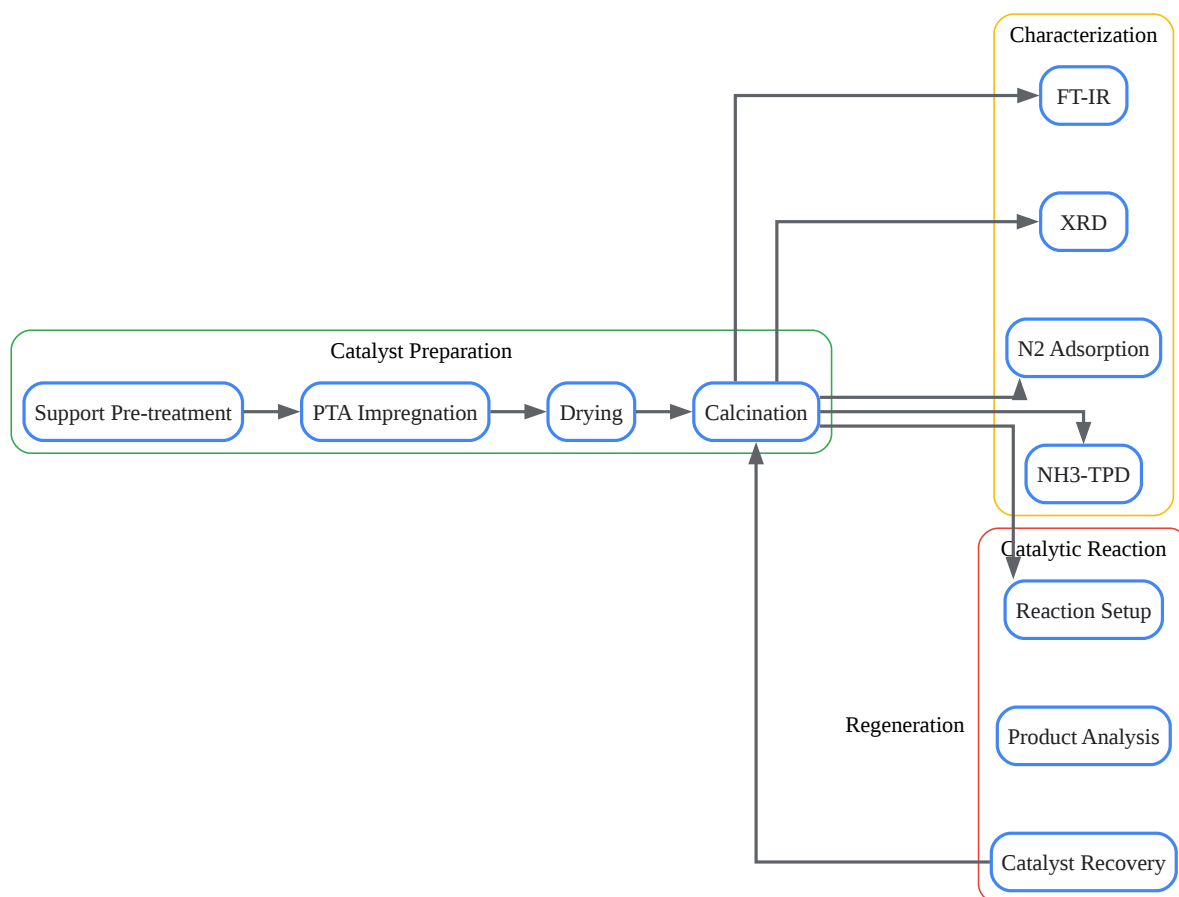 Characterization
FT-IR
XRD
N2 Adsorption
NH3-TPD
Catalyst Preparation
Support Pre-treatment
PTA Impregnation
Drying
Calcination
Catalytic Reaction
Reaction Setup
Regeneration
Product Analysis
Catalyst Recovery